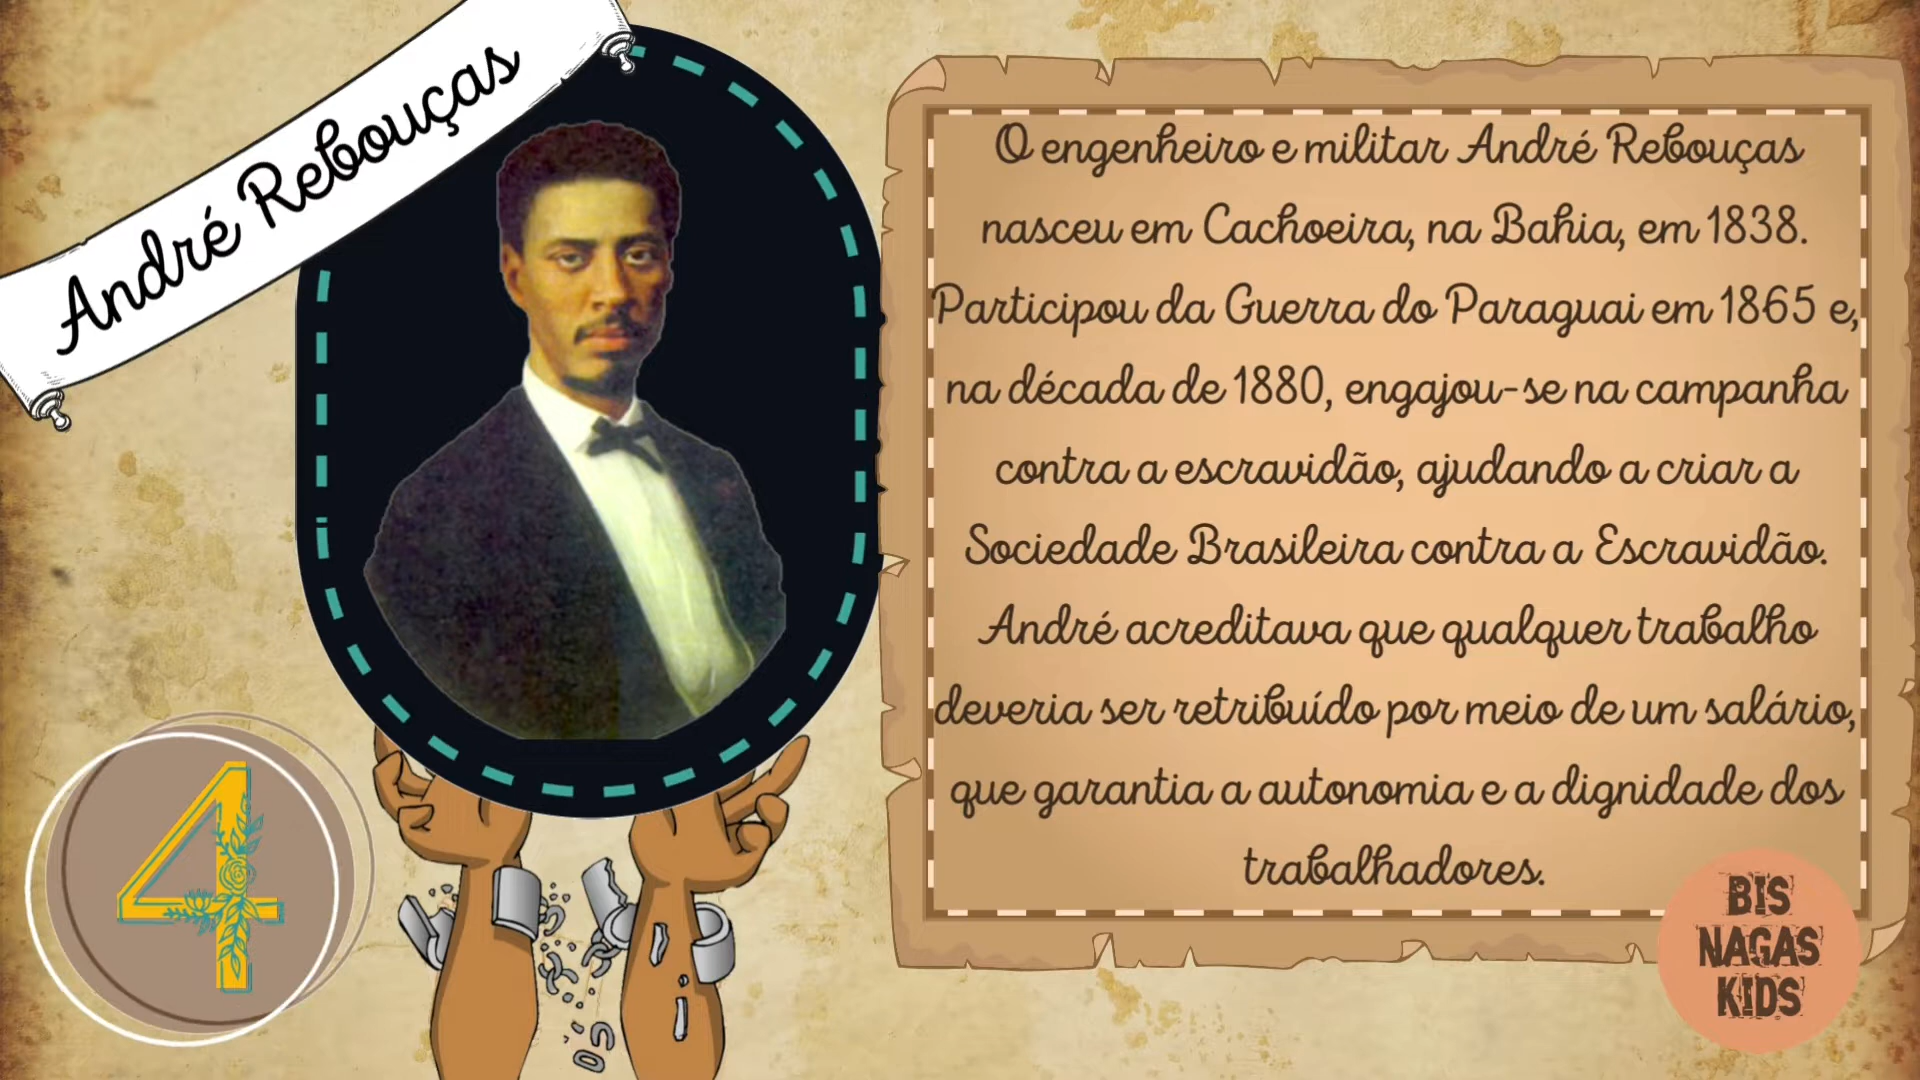 André Rebouças
O engenheiro e militar André Rebouças
nasceu em Cachoeira, na Bahia, em 1838.
Participou da Guerra do Paraguai em 1865 e,
na década de 1880, engajou-se na campanha
contra a escravidão, ajudando a criar a
Sociedade Brasileira contra a Escravidão.
André acreditava que qualquer trabalho
deveria ser retribuído por meio de um salário,
que garantia a autonomia e a dignidade dos
trabalhadores.
4
BIS
NAGAS
KIDS